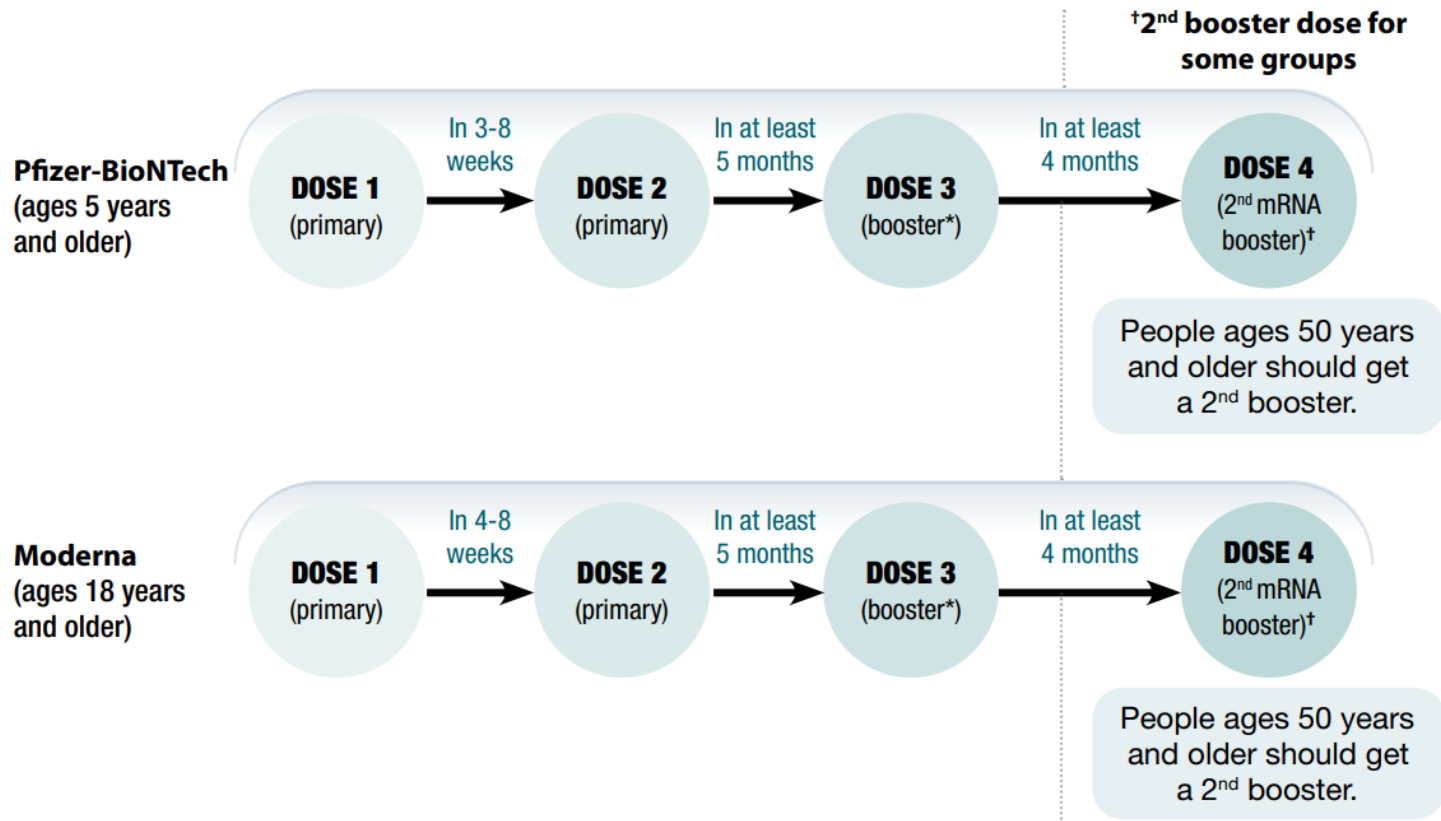 †2nd booster dose for
some groups
Pfizer-BioNTech
(ages 5 years
and older)
DOSE 1
(primary)
In 3-8
weeks
DOSE 2
(primary)
In at least
5 months
DOSE 3
(booster*)
In at least
4 months
DOSE 4
(2nd mRNA
booster)†
People ages 50 years
and older should get
a 2nd booster.
Moderna
(ages 18 years
and older)
DOSE 1
(primary)
In 4-8
weeks
DOSE 2
(primary)
In at least
5 months
DOSE 3
(booster*)
In at least
4 months
DOSE 4
(2nd mRNA
booster)†
People ages 50 years
and older should get
a 2nd booster.